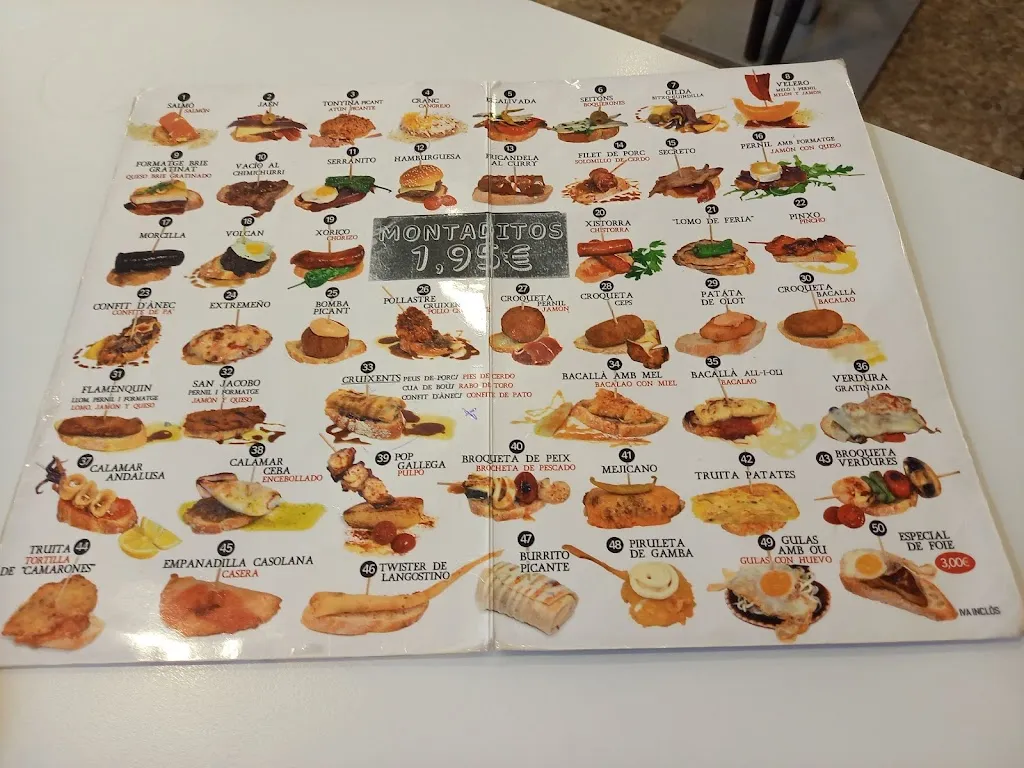 1
SALMÓ
SALMÓN
2
JAÉN
3
TONYINA PICANT
ATÚN PICANTE
4
CRANC
CANGREJO
5
ESCALIVADA
6
SEITONS
BOQUERONES
7
GILDA
8
VELERO
MELÓ I PERNIL
MELÓN Y JAMÓN
9
FORMATGE BRIE
GRATINAT
QUESO BRIE GRATINADO
10
VACÍO AL
CHIMICHURRI
11
SERRANITO
12
HAMBURGUESA
13
FRICANDELA
AL CURRY
14
FILET DE PORC
SOLOMILLO DE CERDO
15
SECRETO
16
PERNIL AMB FORMATGE
JAMÓN CON QUESO
17
MORCILLA
18
VOLCAN
19
XORIÇO
CHORIZO
MONTADITOS
1,95€
20
XISTORRA
CHISTORRA
21
"LOMO DE FERIA"
22
PINXO
PINCHO
23
CONFIT D'ÀNEC
CONFITE DE PA
24
EXTREMEÑO
25
BOMBA
PICANT
26
POLLASTRE
CRUIXEN
POLLO
27
CROQUETA
PERNIL
JAMÓN
28
CROQUETA
CEPS
29
PATATA
DE OLOT
30
CROQUETA
BACALLÀ
BACALAO
31
FLAMENQUIN
LLOM, PERNIL I FORMATGE
LOMO, JAMÓN Y QUESO
32
SAN JACOBO
PERNIL I FORMATGE
JAMÓN Y QUESO
33
CRUIXENTS PEUS DE PORC/ PIES DE CERDO
CUA DE BOU/ RABO DE TORO
CONFIT D'ÀNEC/ CONFITE DE PATO
34
BACALLÀ AMB MEL
BACALAO CON MIEL
35
BACALLÀ ALL-I-OLI
BACALAO
36
VERDURA
GRATINADA
37
CALAMAR
ANDALUSA
38
CALAMAR
CEBA
ENCEBOLLADO
39
POP
GALLEGA
PULPO
40
BROQUETA DE PEIX
BROCHETA DE PESCADO
41
MEJICANO
42
TRUITA PATATES
43
BROQUETA
VERDURES
44
TRUITA
TORTILLA
DE "CAMARONES"
45
EMPANADILLA CASOLANA
CASERA
46
TWISTER DE
LANGOSTINO
47
BURRITO
PICANTE
48
PIRULETA
DE GAMBA
49
GULAS
AMB OU
GULAS CON HUEVO
50
ESPECIAL
DE FOIE
3,00€
IVA INCLÒS